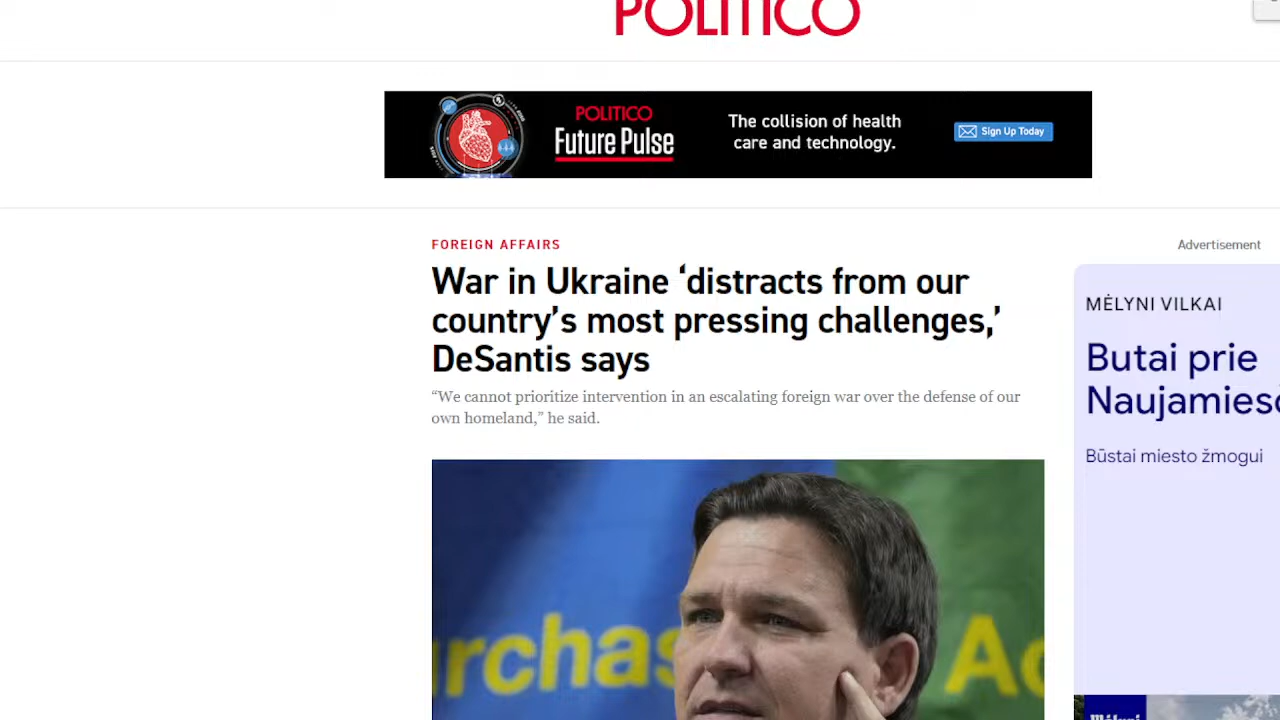 POLITICO
POLITICO
Future Pulse
The collision of health
care and technology.
Sign Up Today
FOREIGN AFFAIRS
War in Ukraine ‘distracts from our
country’s most pressing challenges,’
DeSantis says
“We cannot prioritize intervention in an escalating foreign war over the defense of our
own homeland,” he said.
Advertisement
MĖLYNI VILKAI
Butai prie
Naujamies
Būstai miesto žmogui
urchas
Ac
Mėlyni